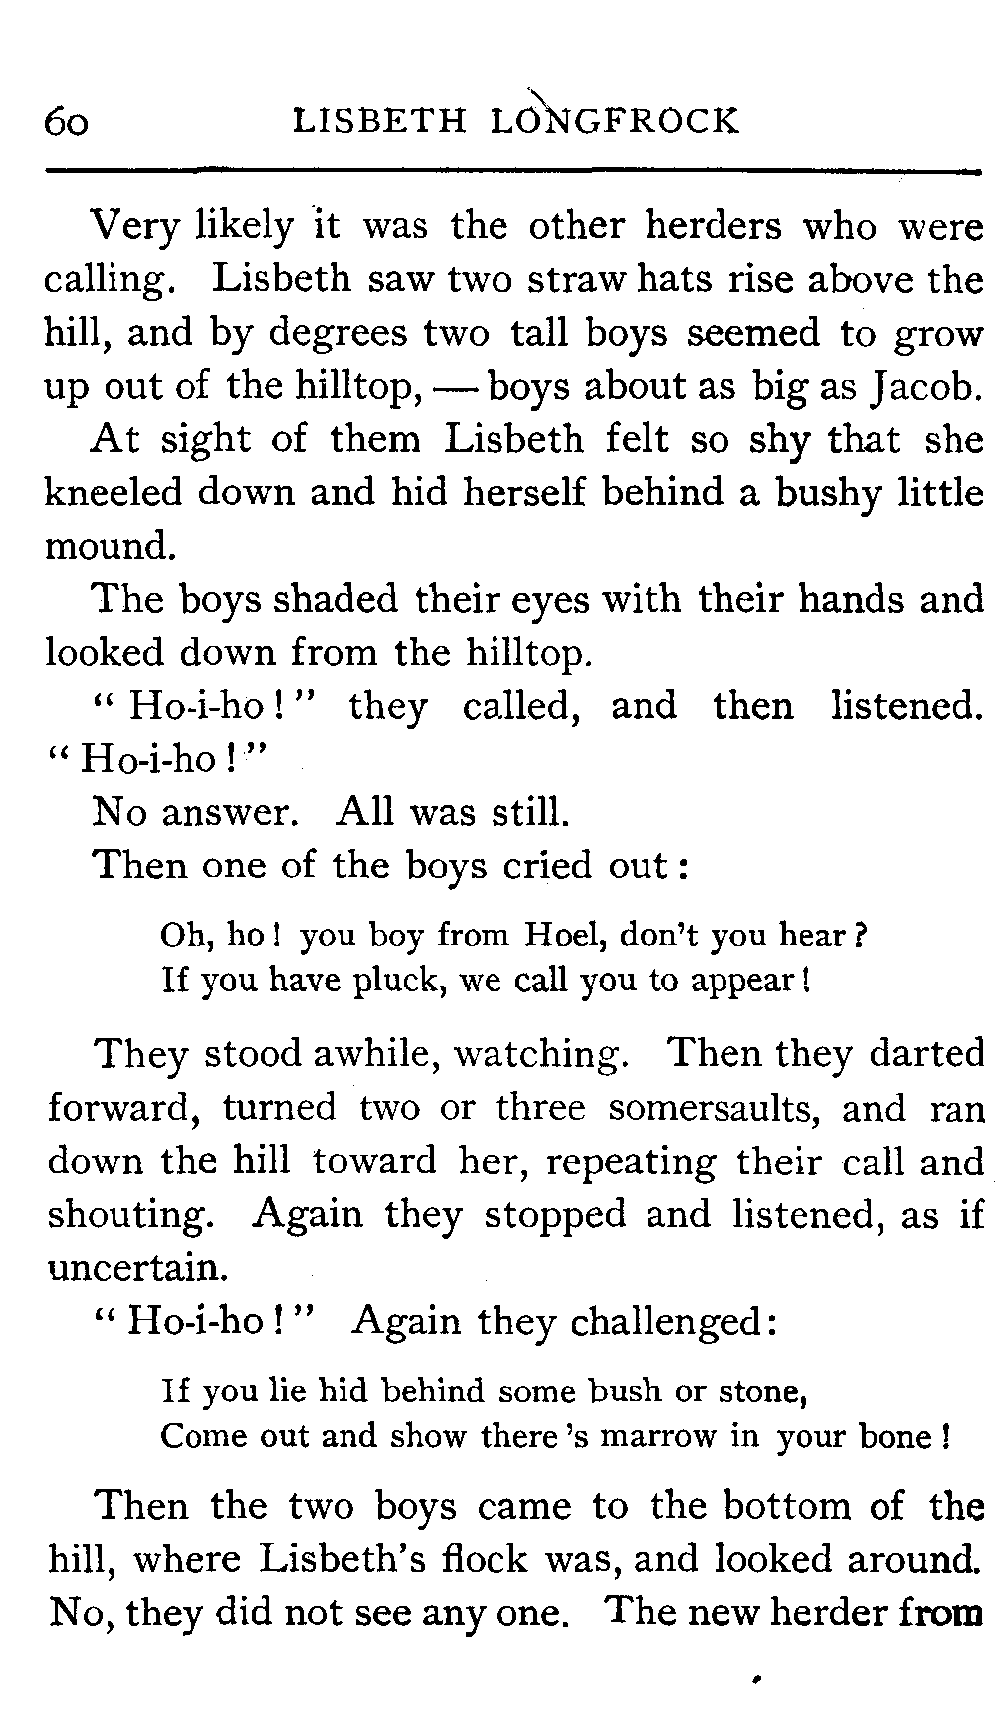 60 LISBETH LONGFROCK
Very likely it was the other herders who were
calling. Lisbeth saw two straw hats rise above the
hill, and by degrees two tall boys seemed to grow
up out of the hilltop, — boys about as big as Jacob.
At sight of them Lisbeth felt so shy that she
kneeled down and hid herself behind a bushy little
mound.
The boys shaded their eyes with their hands and
looked down from the hilltop.
“ Ho-i-ho ! ” they called, and then listened.
“ Ho-i-ho ! ”
No answer. All was still.
Then one of the boys cried out :
Oh, ho ! you boy from Hoel, don’t you hear ?
If you have pluck, we call you to appear !
They stood awhile, watching. Then they darted
forward, turned two or three somersaults, and ran
down the hill toward her, repeating their call and
shouting. Again they stopped and listened, as if
uncertain.
“ Ho-i-ho ! ” Again they challenged :
If you lie hid behind some bush or stone,
Come out and show there ’s marrow in your bone !
Then the two boys came to the bottom of the
hill, where Lisbeth’s flock was, and looked around.
No, they did not see any one. The new herder from